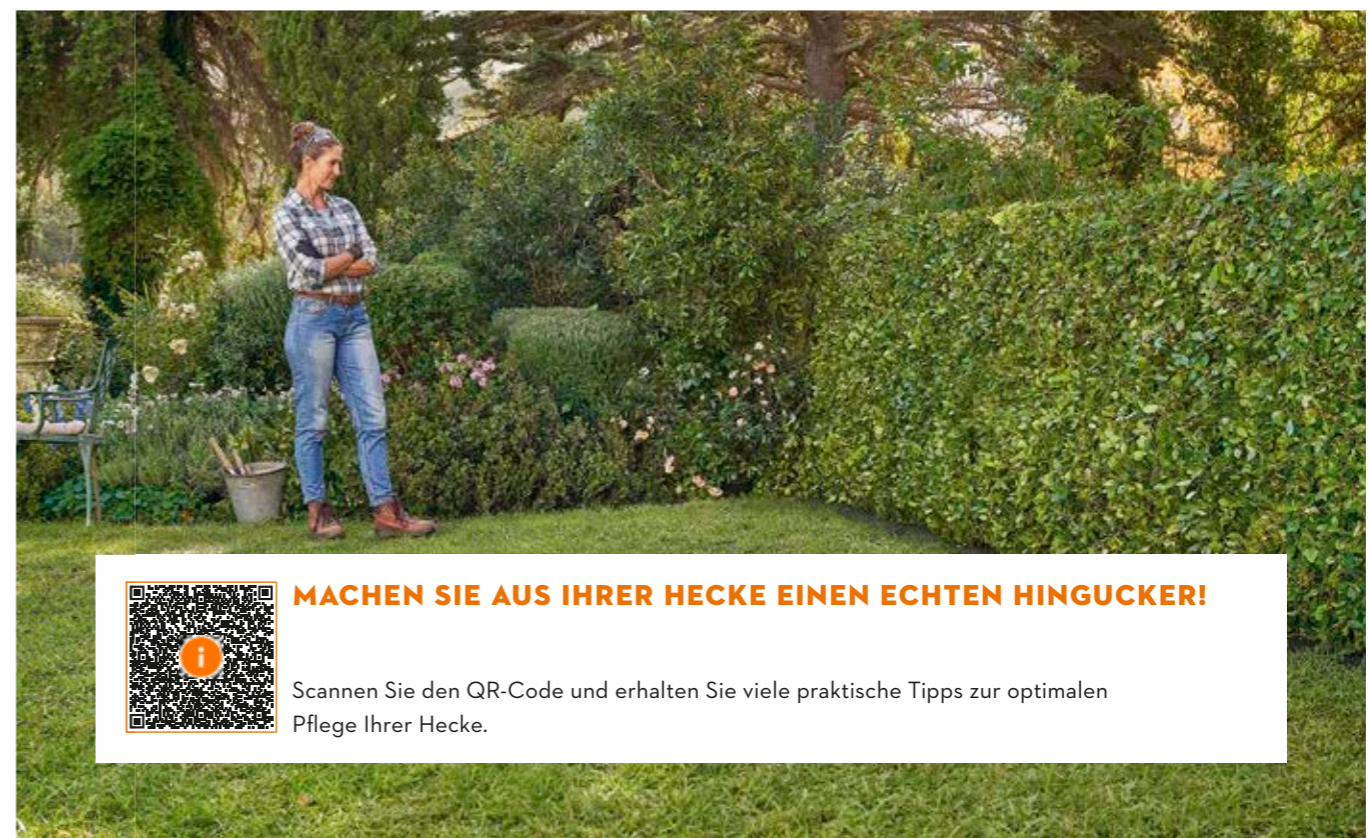 MACHEN SIE AUS IHRER HECKE EINEN ECHTEN HINGUCKER!
i
Scannen Sie den QR-Code und erhalten Sie viele praktische Tipps zur optimalen
Pflege Ihrer Hecke.